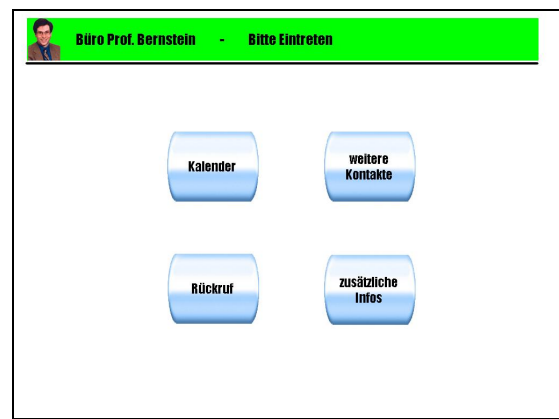 Büro Prof. Bernstein - Bitte Eintreten
Kalender
weitere
Kontakte
Rückruf
zusätzliche
Infos